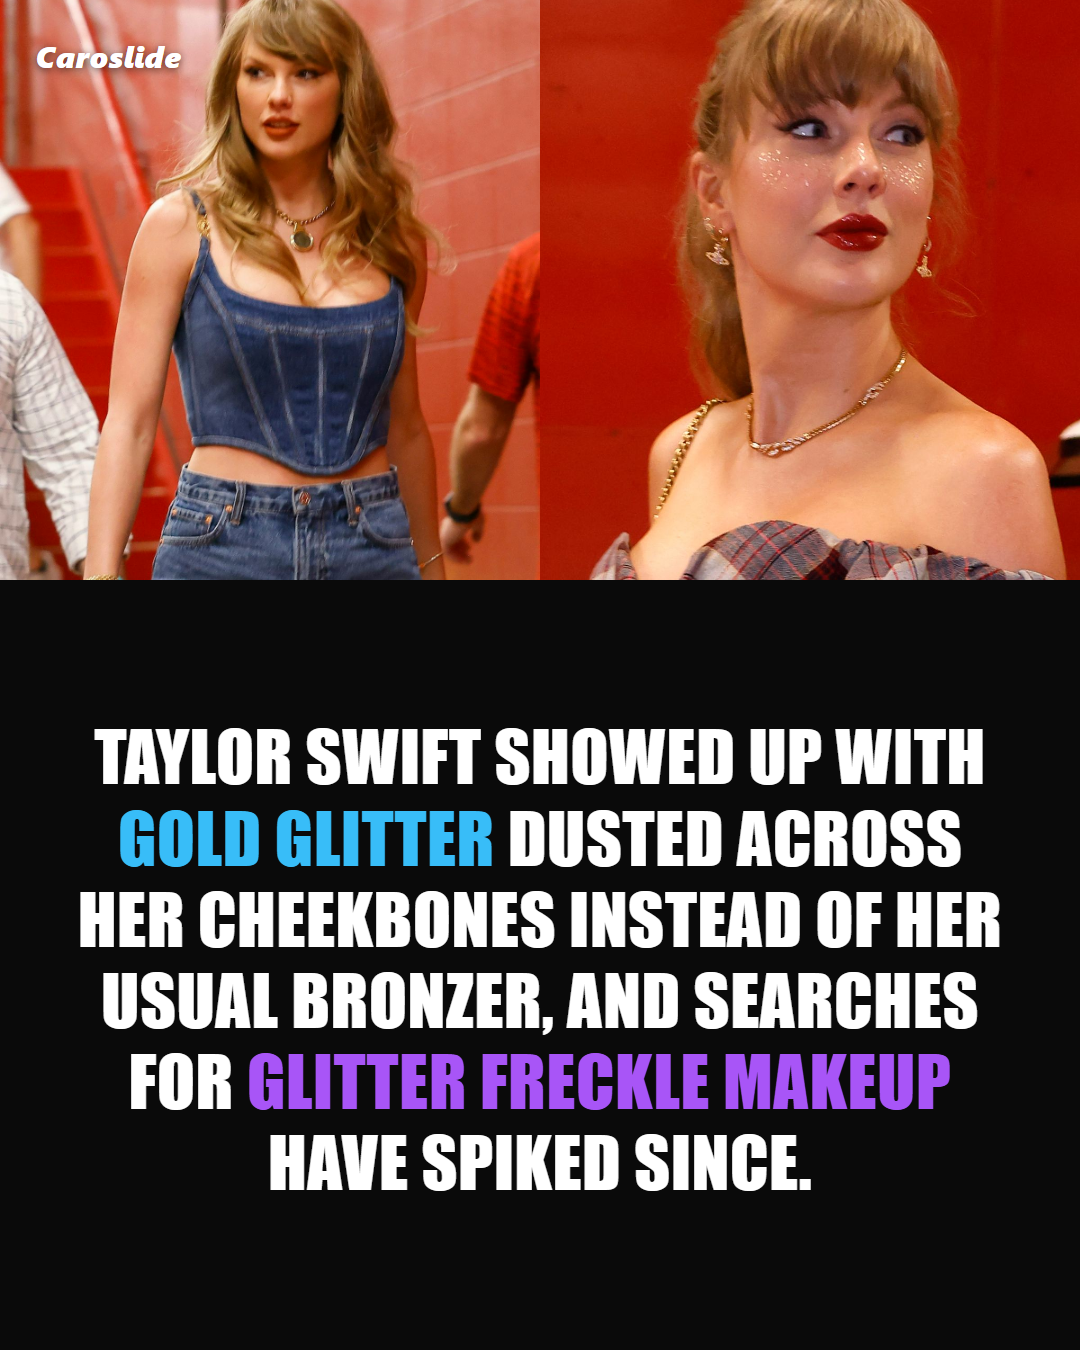 Caroslide
TAYLOR SWIFT SHOWED UP WITH
GOLD GLITTER DUSTED ACROSS
HER CHEEKBONES INSTEAD OF HER
USUAL BRONZER, AND SEARCHES
FOR GLITTER FRECKLE MAKEUP
HAVE SPIKED SINCE.